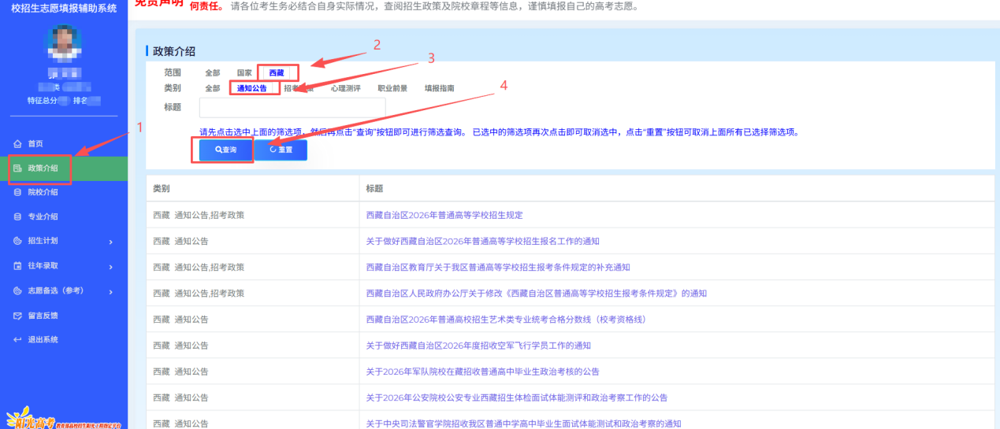 校招生志愿填报辅助系统
免责声明 何责任。请各位考生务必结合自身实际情况，查阅招生政策及院校章程等信息，谨慎填报自己的高考志愿。
类
特征总分 排名
首页
政策介绍
院校介绍
专业介绍
招生计划
往年录取
志愿备选（参考）
留言反馈
退出系统
阳光高考 教育部高校招生阳光工程指定平台
1
2
3
4
政策介绍
范围 全部 国家 西藏
类别 全部 通知公告 招考政策 心理测评 职业前景 填报指南
标题
请先点击选中上面的筛选项，然后再点击“查询”按钮即可进行筛选查询。 已选中的筛选项再次点击即可取消选中，点击“重置”按钮可取消上面所有已选择筛选项。
查询 重置
类别 标题
西藏 通知公告,招考政策 西藏自治区2026年普通高等学校招生规定
西藏 通知公告 关于做好西藏自治区2026年普通高等学校招生报名工作的通知
西藏 通知公告,招考政策 西藏自治区教育厅关于我区普通高等学校招生报考条件规定的补充通知
西藏 通知公告,招考政策 西藏自治区人民政府办公厅关于修改《西藏自治区普通高等学校招生报考条件规定》的通知
西藏 通知公告 西藏自治区2026年普通高校招生艺术类专业统考合格分数线（校考资格线）
西藏 通知公告 关于做好西藏自治区2026年度招收空军飞行学员工作的通知
西藏 通知公告 关于2026年军队院校在藏招收普通高中毕业生政治考核的公告
西藏 通知公告 关于2026年公安院校公安专业西藏招生体检面试体能测评和政治考察工作的公告
西藏 通知公告 关于中央司法警官学院招收我区普通中学高中毕业生面试体能测试和政治考察的通知